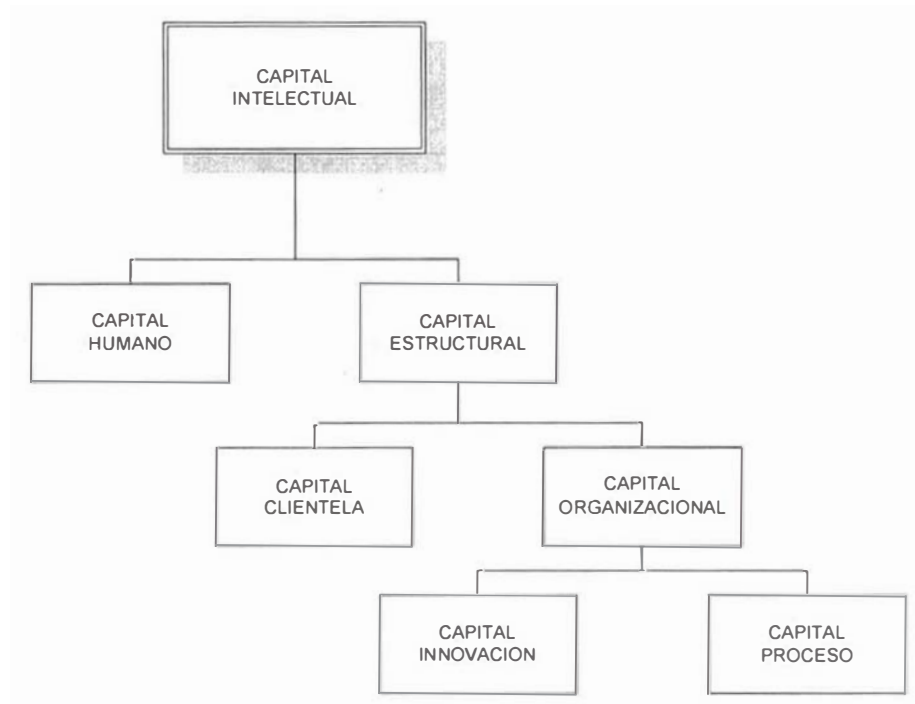 CAPITAL
INTELECTUAL
CAPITAL
HUMANO
CAPITAL
ESTRUCTURAL
CAPITAL
CLIENTELA
CAPITAL
ORGANIZACIONAL
CAPITAL
INNOVACION
CAPITAL
PROCESO